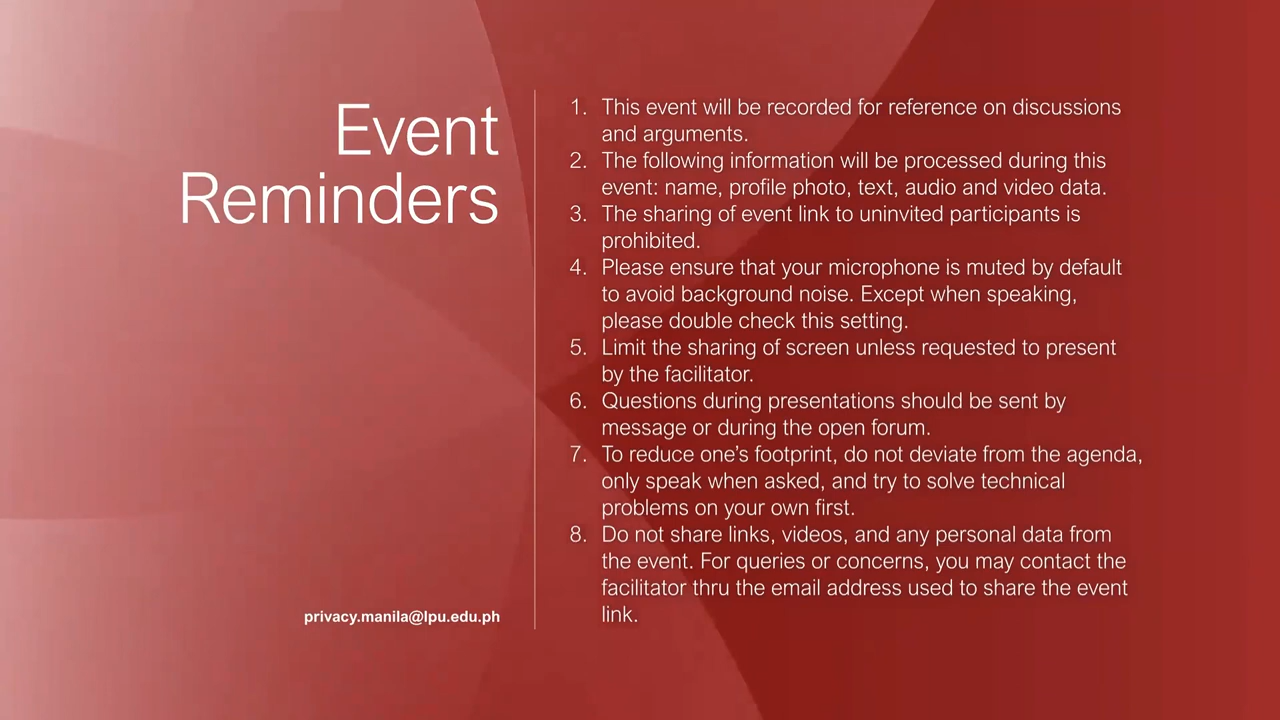 Event
Reminders
1. This event will be recorded for reference on discussions
and arguments.
2. The following information will be processed during this
event: name, profile photo, text, audio and video data.
3. The sharing of event link to uninvited participants is
prohibited.
4. Please ensure that your microphone is muted by default
to avoid background noise. Except when speaking,
please double check this setting.
5. Limit the sharing of screen unless requested to present
by the facilitator.
6. Questions during presentations should be sent by
message or during the open forum.
7. To reduce one’s footprint, do not deviate from the agenda,
only speak when asked, and try to solve technical
problems on your own first.
8. Do not share links, videos, and any personal data from
the event. For queries or concerns, you may contact the
facilitator thru the email address used to share the event
link.
privacy.manila@lpu.edu.ph